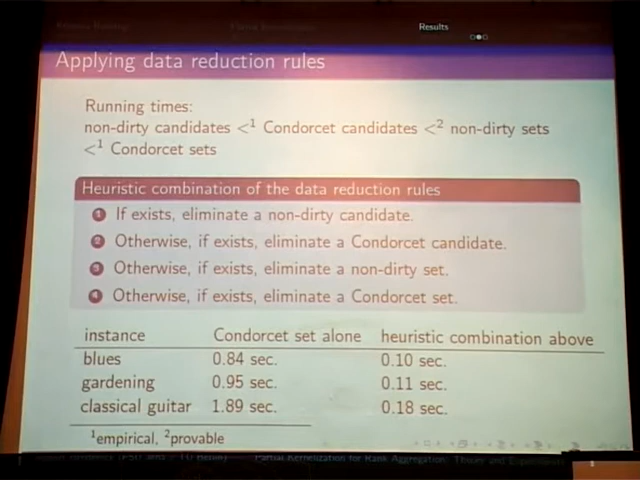 Results
Applying data reduction rules
Running times:
non-dirty candidates <¹ Condorcet candidates <² non-dirty sets
<¹ Condorcet sets
Heuristic combination of the data reduction rules
1 If exists, eliminate a non-dirty candidate.
2 Otherwise, if exists, eliminate a Condorcet candidate.
3 Otherwise, if exists, eliminate a non-dirty set.
4 Otherwise, if exists, eliminate a Condorcet set.
instance Condorcet set alone heuristic combination above
blues 0.84 sec. 0.10 sec.
gardening 0.95 sec. 0.11 sec.
classical guitar 1.89 sec. 0.18 sec.
¹empirical, ²provable
Partial Kernelization for Rank Aggregation: Theory and Experiments